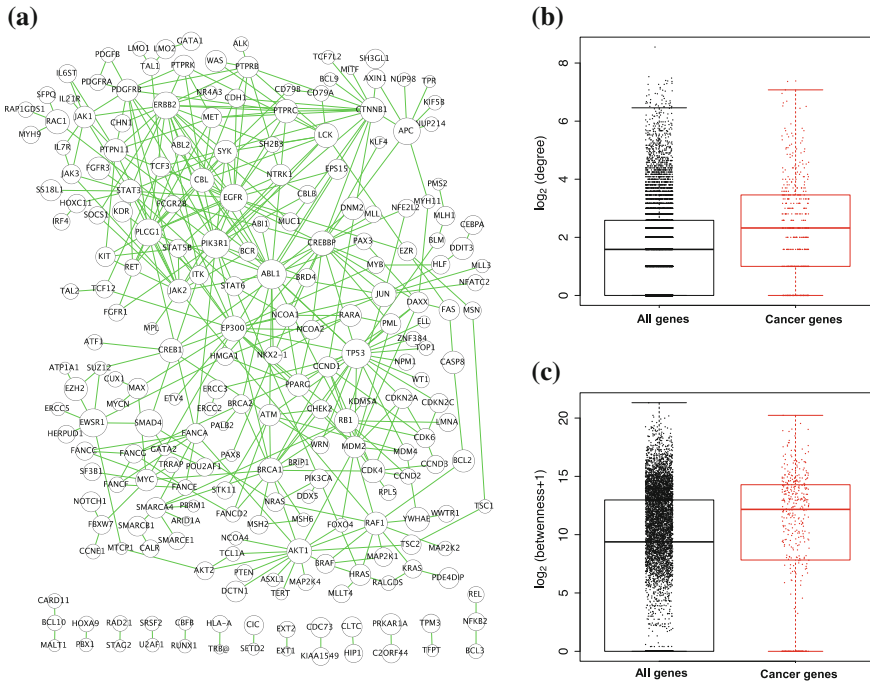 (a)
LMO1 LMO2 GATA1
PDGFB TAL1 ALK
IL6ST PDGFRA PTPRK WAS PTPRB TCF7L2 SH3GL1
SFPQ IL21R PDGFRB NR4A3 CD79B BCL9 MITF AXIN1 NUP98
RAP1GDS1 ERBB2 CDH1 CD79A TPR
RAC1 JAK1 CHN1 MET PTPRC CTNNB1 KIF5B
MYH9 APC NUP214
IL7R PTPN11 ABL2 SYK SH2B3 LCK KLF4
JAK3 FGFR3 TCF3 CBL NTRK1 EPS15
SS18L1 STAT3 EGFR CBLB PMS2
HOXC11 SOCS1 KDR FCGR2B MUC1 DNM2 MLL NFE2L2 MYH11 MLH1
IRF4 PLCG1 STAT5B PIK3R1 ABI1 CREBBP PAX3 CEBPA
KIT RET BCR EZR BLM DDIT3
ITK ABL1 BRD4 MYB HLF MLL3
TAL2 TCF12 JAK2 STAT6 JUN NFATC2
FGFR1 NCOA1 RARA DAXX FAS MSN
MPL EP300 NCOA2 PML ELL
ATF1 CREB1 HMGA1 NKX2-1 TP53 ZNF384 TOP1
ATP1A1 SUZ12 CCND1 NPM1 CASP8
EZH2 CUX1 MAX ERCC3 PPARG WT1
ERCC5 MYCN ETV4 ERCC2 BRCA2 KDM5A CDKN2A CDKN2C
EWSR1 SMAD4 PALB2 ATM CHEK2 RB1 LMNA
HERPUD1 FANCA WRN MDM2 CDK6
FANCC FANCG GATA2 PAX8 MDM4 CCND3 BCL2
SF3B1 TRRAP POU2AF1 BRCA1 BRIP1 CDK4 CCND2
FANCF MYC FANCE STK11 PIK3CA RPL5
NOTCH1 SMARCA4 PBRM1 NRAS DDX5 TSC1
FBXW7 SMARCB1 ARID1A FANCD2 MSH2 MSH6 FOXO4 RAF1 YWHAE WWTR1
CCNE1 MTCP1 CALR SMARCE1 NCOA4 TCL1A AKT1 TSC2 MAP2K2
AKT2 PTEN BRAF MAP2K1
DCTN1 ASXL1 TERT MAP2K4 HRAS KRAS PDE4DIP
MLLT4 RALGDS
CARD11 REL
BCL10 HOXA9 RAD21 SRSF2 CBFB HLA-A CIC EXT2 CDC73 CLTC PRKAR1A TPM3 NFKB2
MALT1 PBX1 STAG2 U2AF1 RUNX1 TRB@ SETD2 EXT1 KIAA1549 HIP1 C2ORF44 TFPT BCL3
(b)
log2 (degree)
8
6
4
2
0
All genes Cancer genes
(c)
log2 (betwenness+1)
20
15
10
5
0
All genes Cancer genes